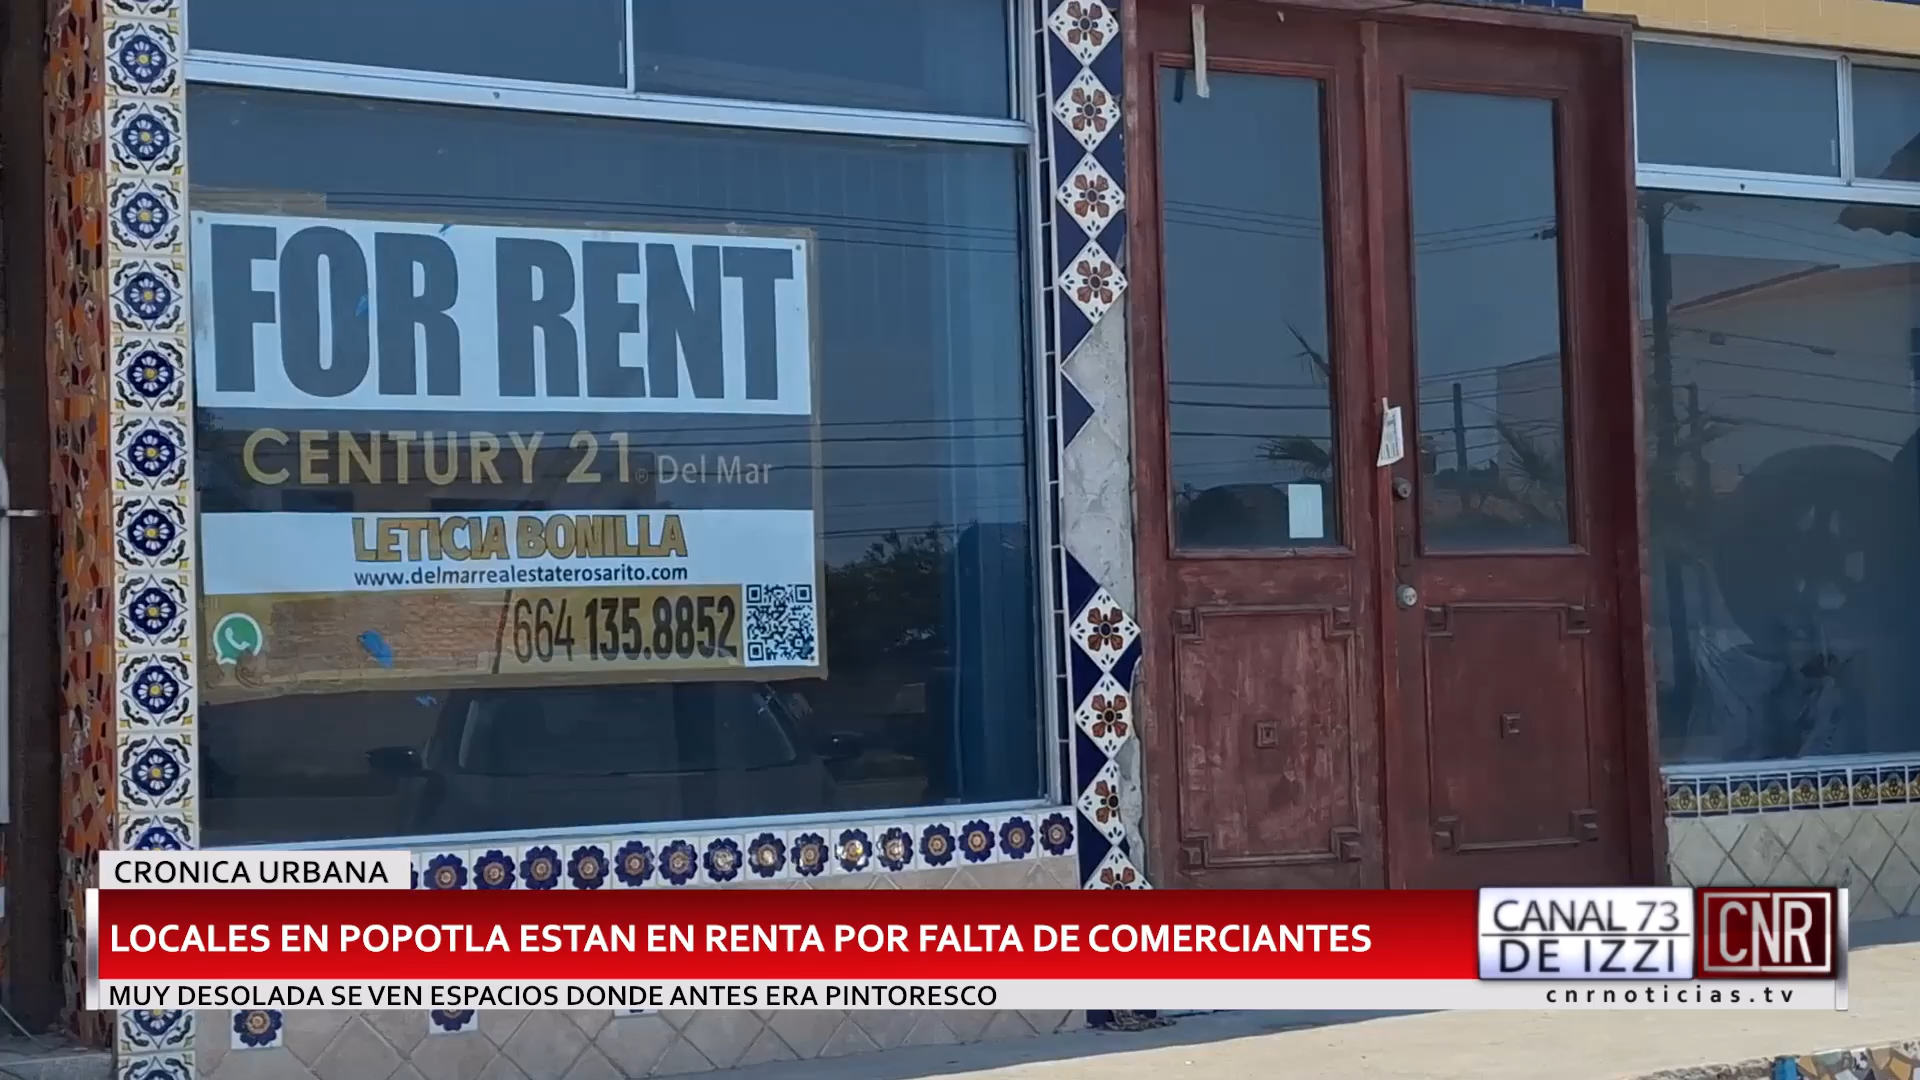 FOR RENT
CENTURY 21® Del Mar
LETICIA BONILLA
www.delmarrealestaterosarito.com
664 135.8852
CRONICA URBANA
LOCALES EN POPOTLA ESTAN EN RENTA POR FALTA DE COMERCIANTES
MUY DESOLADA SE VEN ESPACIOS DONDE ANTES ERA PINTORESCO
CANAL 73
DE IZZI
CNR
cnrnoticias.tv